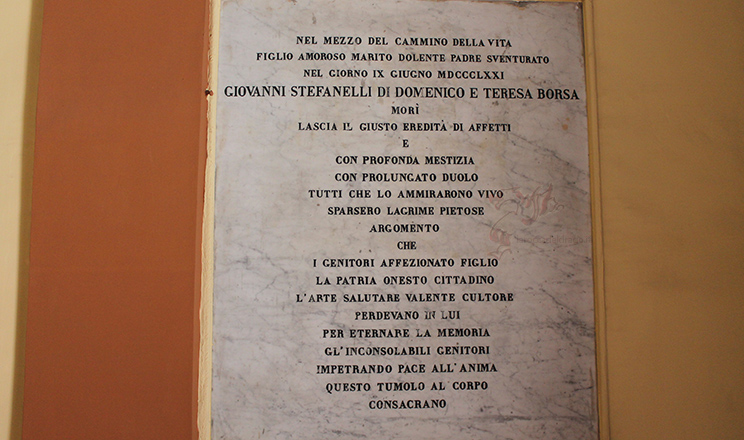 NEL MEZZO DEL CAMMINO DELLA VITA
FIGLIO AMOROSO MARITO DOLENTE PADRE SVENTURATO
NEL GIORNO IX GIUGNO MDCCCLXXI
GIOVANNI STEFANELLI DI DOMENICO E TERESA BORSA
MORÌ
LASCIA IL GIUSTO EREDITÀ DI AFFETTI
E
CON PROFONDA MESTIZIA
CON PROLUNGATO DUOLO
TUTTI CHE LO AMMIRARONO VIVO
SPARSERO LAGRIME PIETOSE
ARGOMENTO
CHE
I GENITORI AFFEZIONATO FIGLIO
LA PATRIA ONESTO CITTADINO
L'ARTE SALUTARE VALENTE CULTORE
PERDEVANO IN LUI
PER ETERNARE LA MEMORIA
GL'INCONSOLABILI GENITORI
IMPETRANDO PACE ALL'ANIMA
QUESTO TUMOLO AL CORPO
CONSACRANO